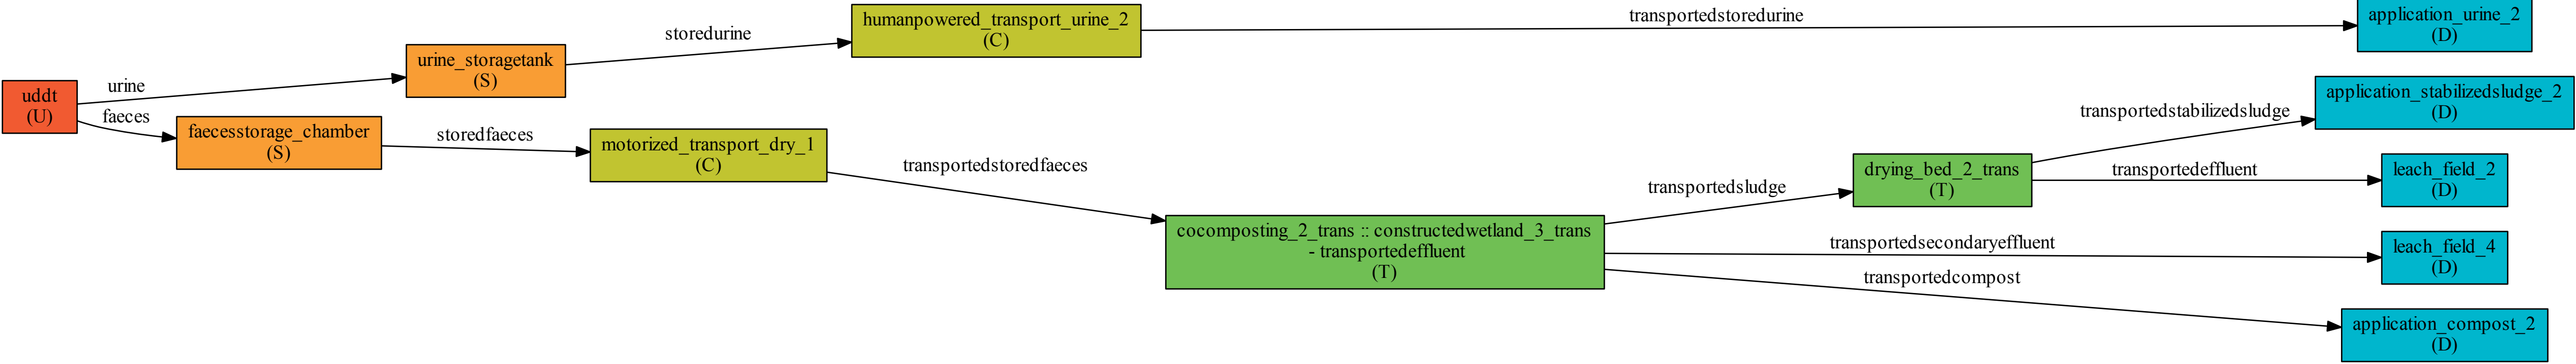 uddt
(U)
urine
faeces
urine_storagetank
(S)
faecesstorage_chamber
(S)
storedurine
storedfaeces
humanpowered_transport_urine_2
(C)
motorized_transport_dry_1
(C)
transportedstoredurine
transportedstoredfaeces
cocomposting_2_trans :: constructedwetland_3_trans
- transportedeffluent
(T)
transportedsludge
transportedsecondaryeffluent
transportedcompost
drying_bed_2_trans
(T)
transportedstabilizedsludge
transportedeffluent
application_urine_2
(D)
application_stabilizedsludge_2
(D)
leach_field_2
(D)
leach_field_4
(D)
application_compost_2
(D)